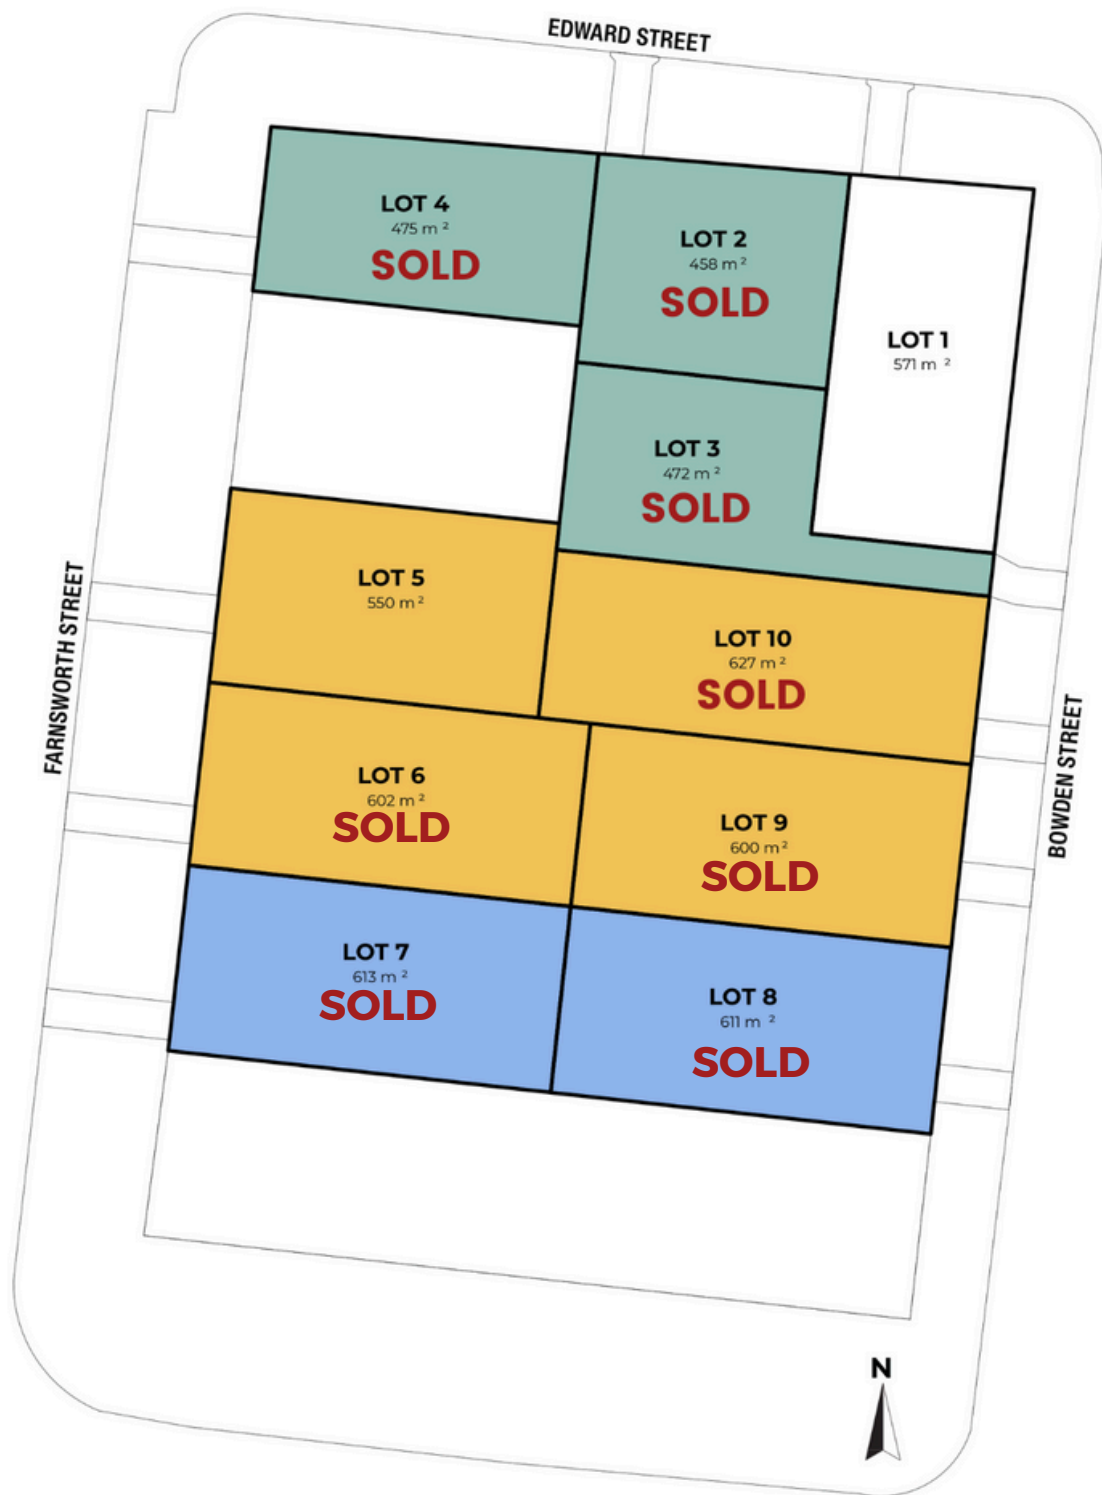 EDWARD STREET
LOT 4
475 m ²
SOLD
LOT 2
458 m ²
SOLD
LOT 1
571 m ²
LOT 3
472 m ²
SOLD
FARNSWORTH STREET
LOT 5
550 m ²
LOT 10
627 m ²
SOLD
BOWDEN STREET
LOT 6
602 m ²
SOLD
LOT 9
600 m ²
SOLD
LOT 7
613 m ²
SOLD
LOT 8
611 m ²
SOLD
N